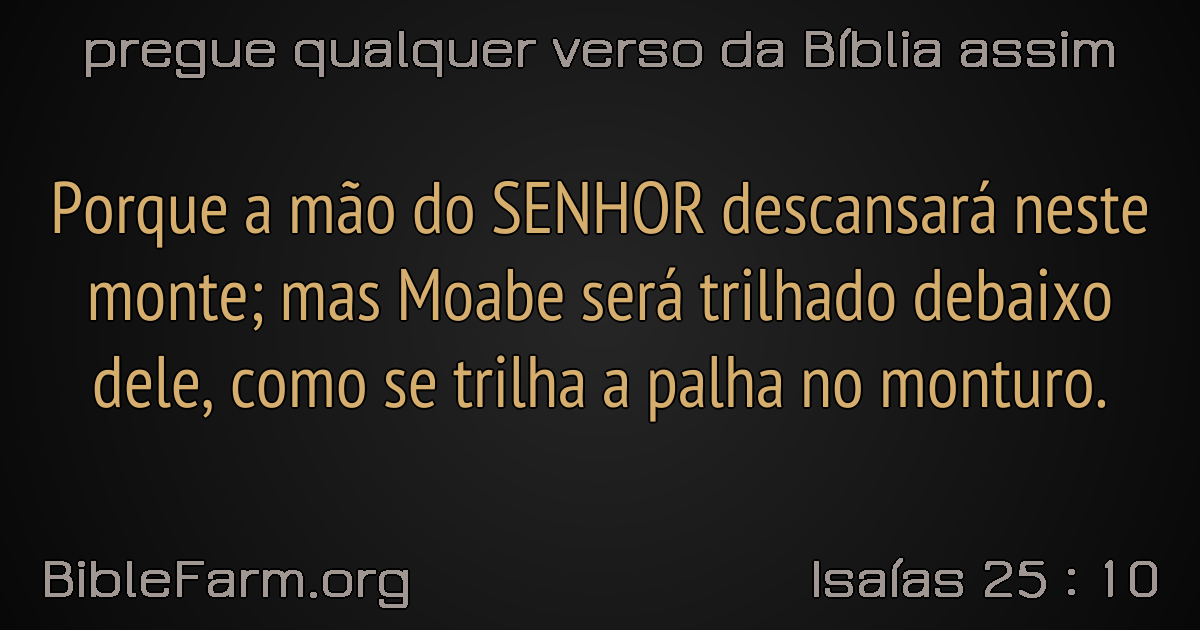 pregue qualquer verso da Bíblia assim
Porque a mão do SENHOR descansará neste
monte; mas Moabe será trilhado debaixo
dele, como se trilha a palha no monturo.
BibleFarm.org
Isaías 25 : 10